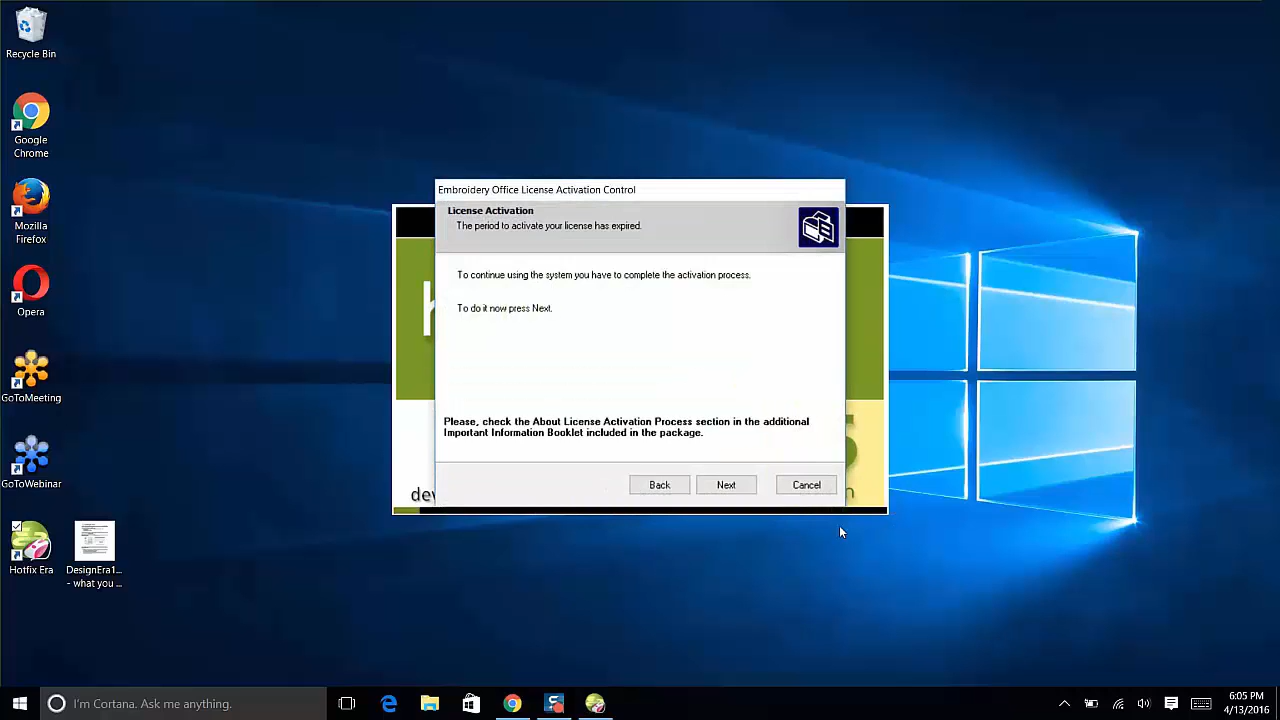 Recycle Bin
Google
Chrome
Mozilla
Firefox
Opera
GoToMeeting
GoToWebinar
Hotfix Era
DesignEra1...
- what you ...
Embroidery Office License Activation Control
License Activation
The period to activate your license has expired.
To continue using the system you have to complete the activation process.
To do it now press Next.
Please, check the About License Activation Process section in the additional
Important Information Booklet included in the package.
Back
Next
Cancel
dev
I'm Cortana. Ask me anything.
6:05 PM
4/13/2016